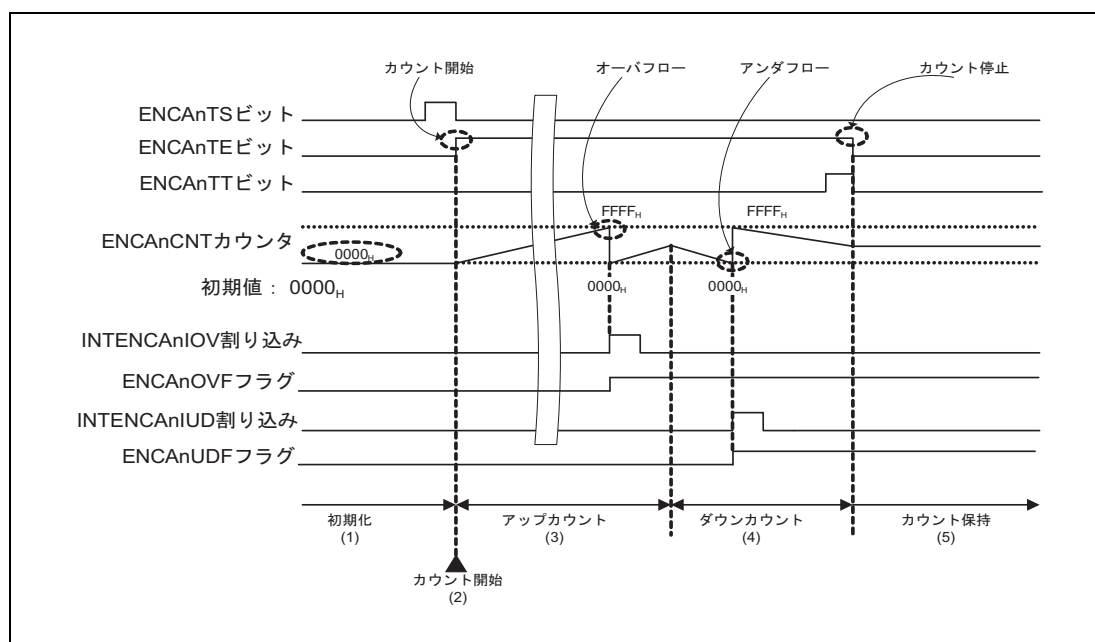 カウント開始 オーバフロー アンダフロー カウント停止
ENCAnTSビット
ENCAnTEビット
ENCAnTTビット
FFFFH FFFFH
ENCAnCNTカウンタ
0000H
初期値 : 0000H
0000H 0000H
INTENCAnIOV割り込み
ENCAnOVFフラグ
INTENCAnIUD割り込み
ENCAnUDFフラグ
初期化 アップカウント ダウンカウント カウント保持
(1) (3) (4) (5)
カウント開始
(2)